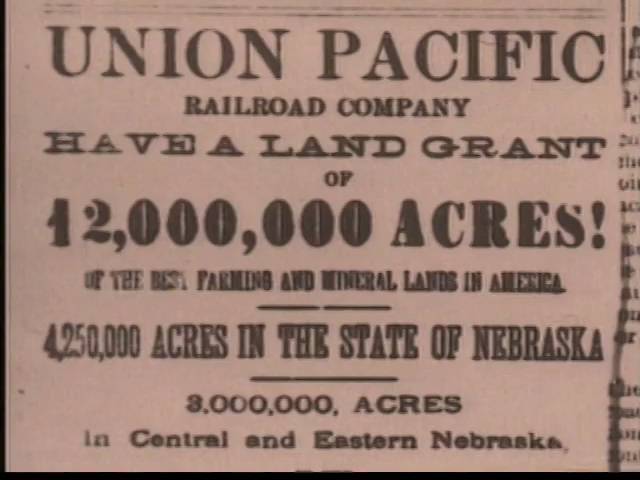 UNION PACIFIC
RAILROAD COMPANY
HAVE A LAND GRANT
OF
12,000,000 ACRES!
OF THE BEST FARMING AND MINERAL LANDS IN AMERICA.
4,250,000 ACRES IN THE STATE OF NEBRASKA
3,000,000, ACRES
in Central and Eastern Nebraska,